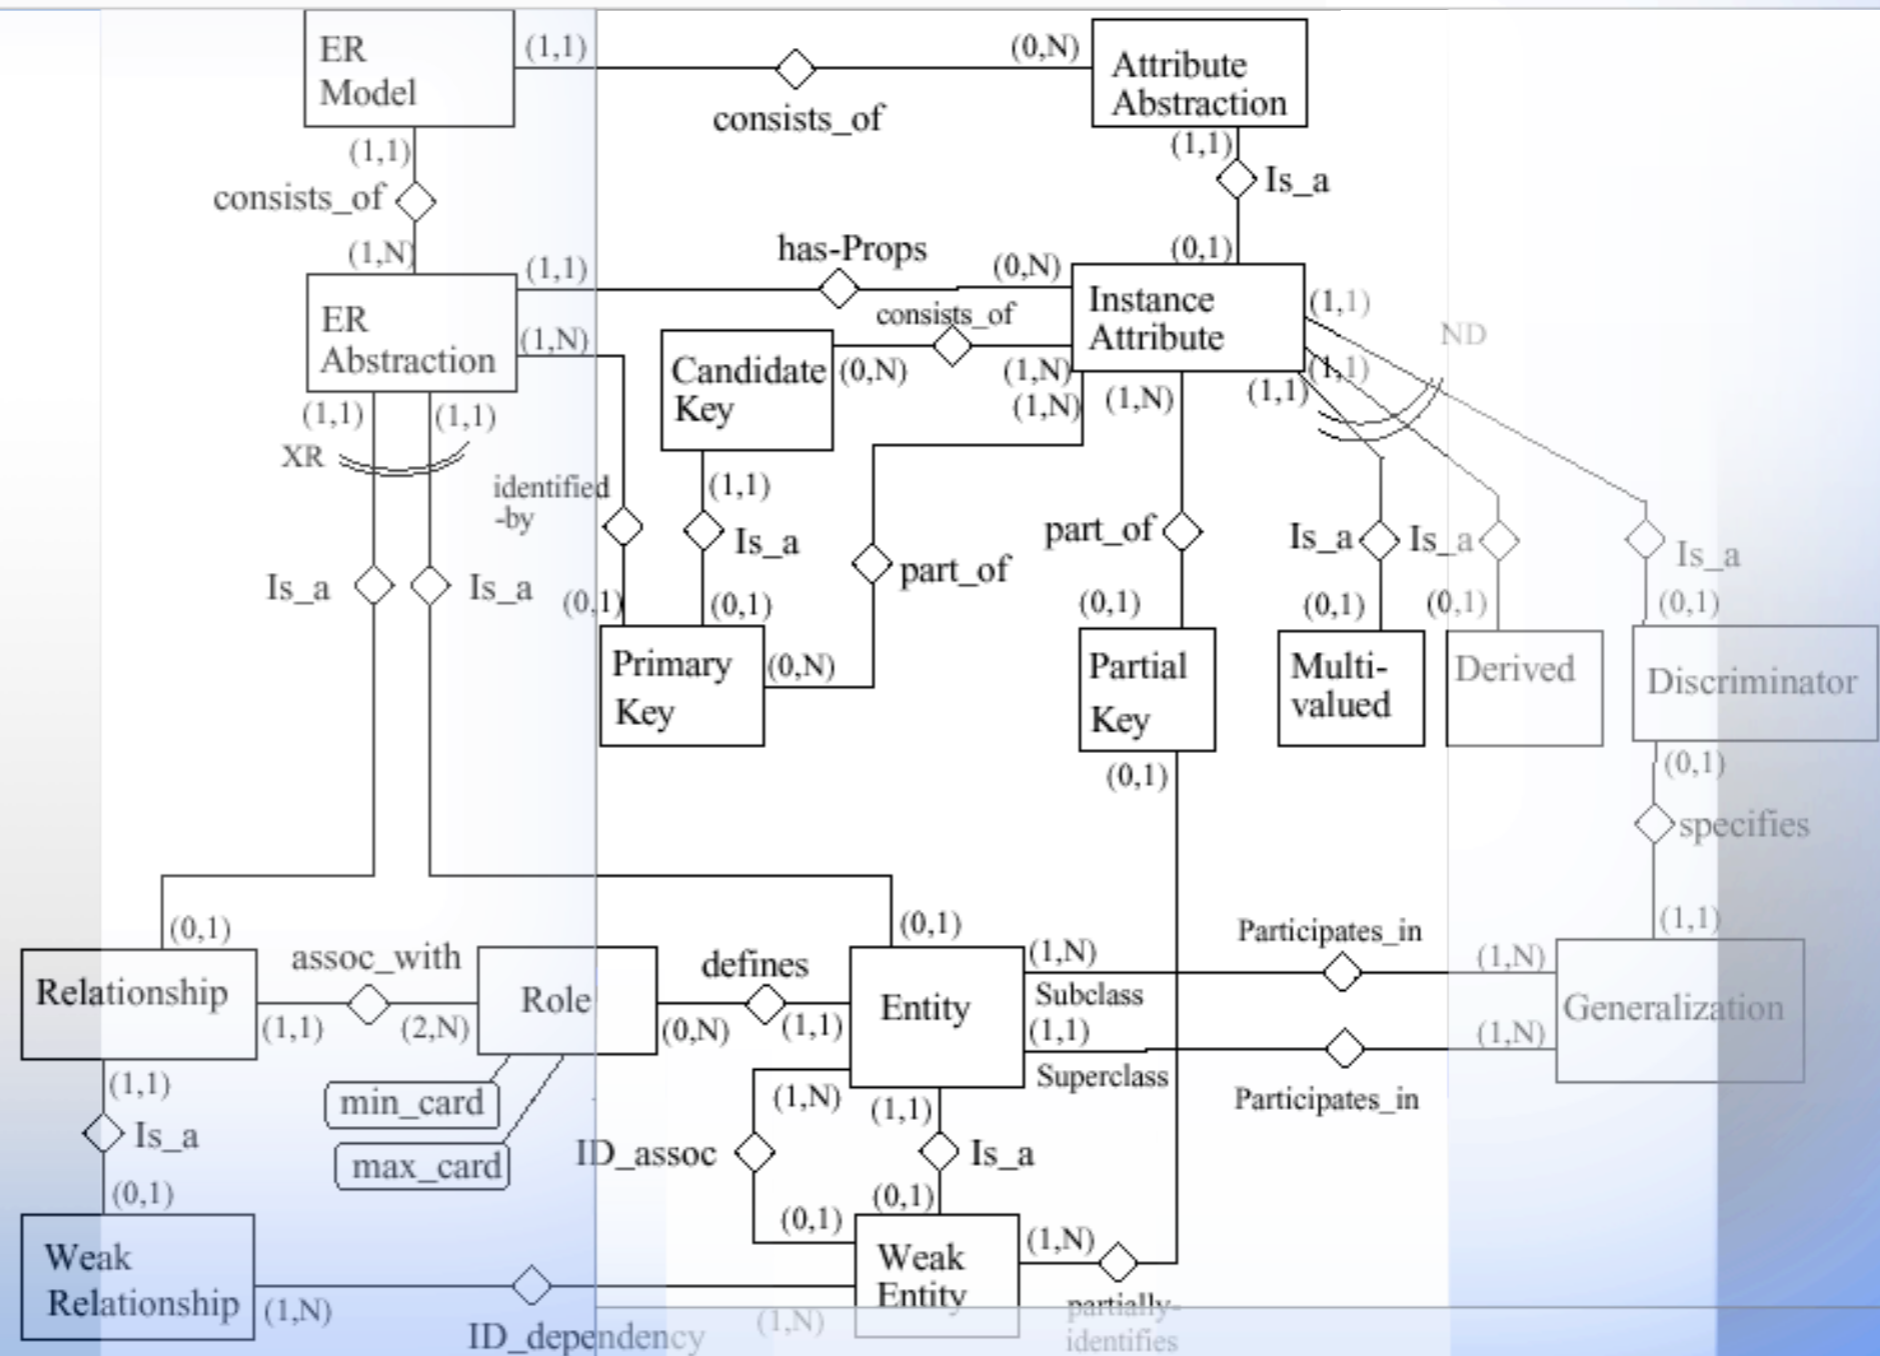 ER
Model
(1,1)
(0,N)
Attribute
Abstraction
consists_of
(1,1)
consists_of
(1,N)
(1,1)
Is_a
(0,1)
has-Props
(1,1)
(0,N)
ER
Abstraction
(1,N)
consists_of
Instance
Attribute
(1,1)
ND
(1,1)
(1,1)
Candidate
Key
(0,N)
(1,N)
(1,N)
(1,N)
(1,1)
(1,1)
XR
identified
-by
(1,1)
Is_a
part_of
part_of
Is_a
Is_a
Is_a
Is_a
Is_a
(0,1)
(0,1)
(0,1)
(0,1)
(0,1)
(0,1)
Primary
Key
(0,N)
Partial
Key
Multi-
valued
Derived
Discriminator
(0,1)
(0,1)
specifies
(0,1)
(0,1)
(1,1)
Relationship
assoc_with
(1,1)
(2,N)
Role
defines
(0,N)
(1,1)
Entity
(1,N)
Subclass
(1,1)
Superclass
Participates_in
(1,N)
Generalization
(1,N)
Participates_in
(1,1)
Is_a
(0,1)
min_card
max_card
(1,N)
(1,1)
ID_assoc
Is_a
(0,1)
(0,1)
Weak
Relationship
(1,N)
ID_dependency
(1,N)
Weak
Entity
(1,N)
partially-
identifies